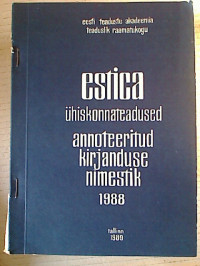 eesti teaduste akadeemia
teaduslik raamatukogu
estica
ühiskonnateadused
annoteeritud
kirjanduse
nimestik
1988
tallinn
1989